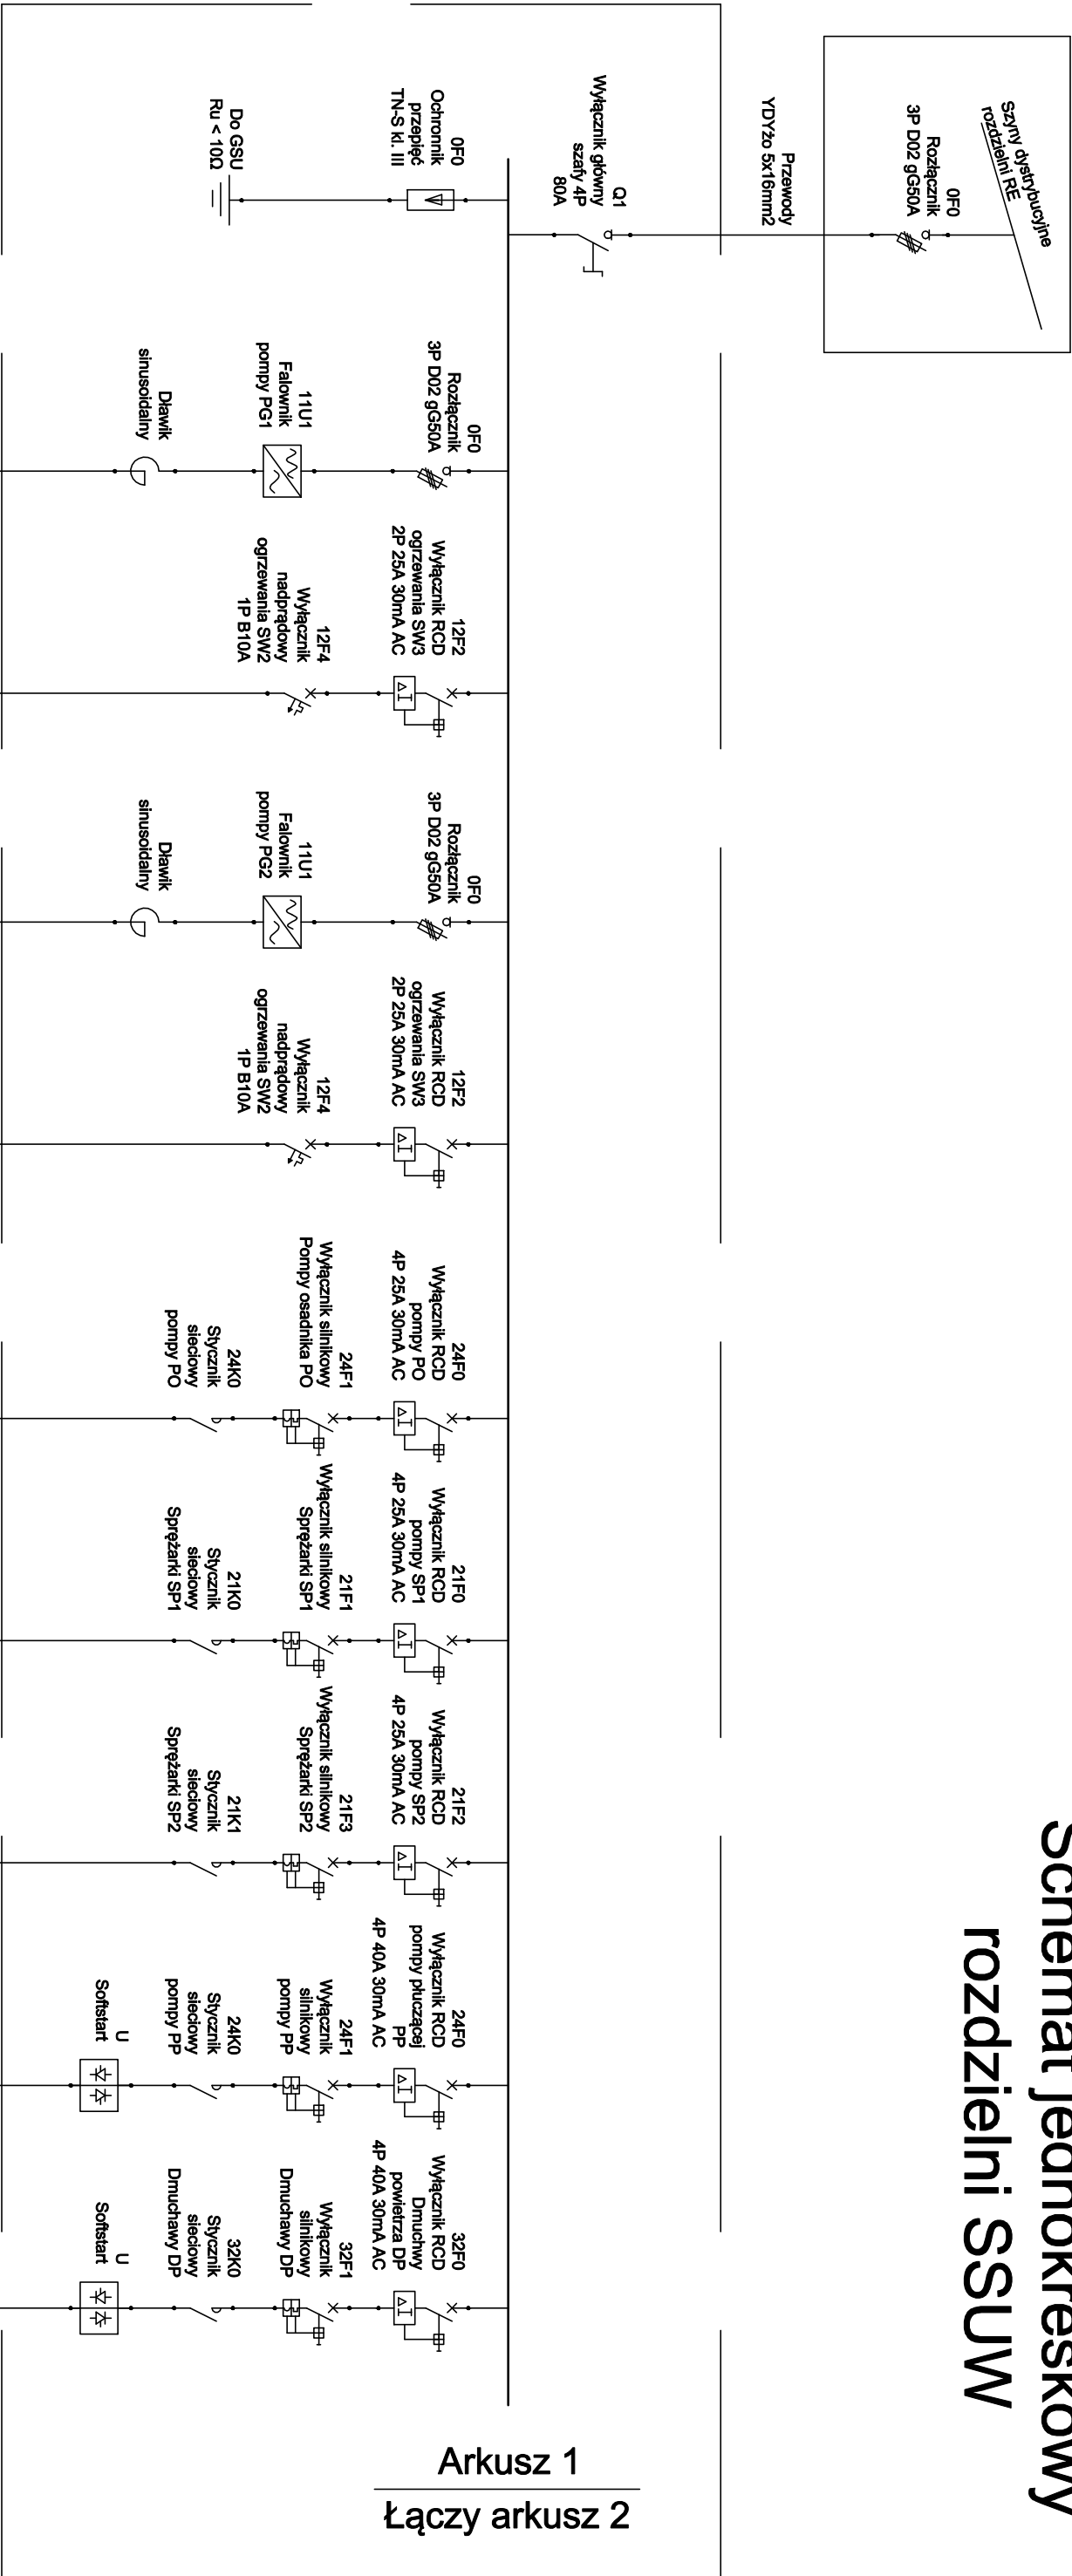 Schemat jednokreskowy
rozdzielni SSUW
Szyny dystrybucyjne
rozdzielni RE
0F0
Rozłącznik
3P D02 gG50A
Przewody
YDYżo 5x16mm2
Q1
Wyłącznik główny
szafy 4P
80A
0F0
Ochronnik
przepięć
TN-S kl. III
Do GSU
Ru < 10Ω
0F0
Rozłącznik
3P D02 gG50A
11U1
Falownik
pompy PG1
Dławik
sinusoidalny
12F2
Wyłącznik RCD
ogrzewania SW3
2P 25A 30mA AC
12F4
Wyłącznik
nadprądowy
ogrzewania SW2
1P B10A
0F0
Rozłącznik
3P D02 gG50A
11U1
Falownik
pompy PG2
Dławik
sinusoidalny
12F2
Wyłącznik RCD
ogrzewania SW3
2P 25A 30mA AC
12F4
Wyłącznik
nadprądowy
ogrzewania SW2
1P B10A
24F0
Wyłącznik RCD
pompy PO
4P 25A 30mA AC
24F1
Wyłącznik silnikowy
Pompy osadnika PO
24K0
Stycznik
sieciowy
pompy PO
21F0
Wyłącznik RCD
pompy SP1
4P 25A 30mA AC
21F1
Wyłącznik silnikowy
Sprężarki SP1
21K0
Stycznik
sieciowy
Sprężarki SP1
21F2
Wyłącznik RCD
pompy SP2
4P 25A 30mA AC
21F3
Wyłącznik silnikowy
Sprężarki SP2
21K1
Stycznik
sieciowy
Sprężarki SP2
24F0
Wyłącznik RCD
pompy płuczącej
PP
4P 40A 30mA AC
24F1
Wyłącznik
silnikowy
pompy PP
24K0
Stycznik
sieciowy
pompy PP
U
Softstart
32F0
Wyłącznik RCD
Dmuchwy
powietrza DP
4P 40A 30mA AC
32F1
Wyłącznik
silnikowy
Dmuchawy DP
32K0
Stycznik
sieciowy
Dmuchawy DP
U
Softstart
Arkusz 1
Łączy arkusz 2